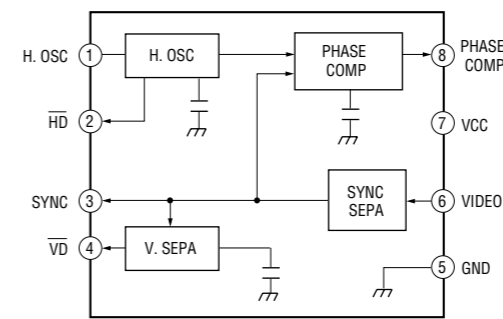 H. OSC
1
H. OSC
PHASE
COMP
8
PHASE
COMP
HD
2
7
VCC
SYNC
3
SYNC
SEPA
6
VIDEO
VD
4
V. SEPA
5
GND